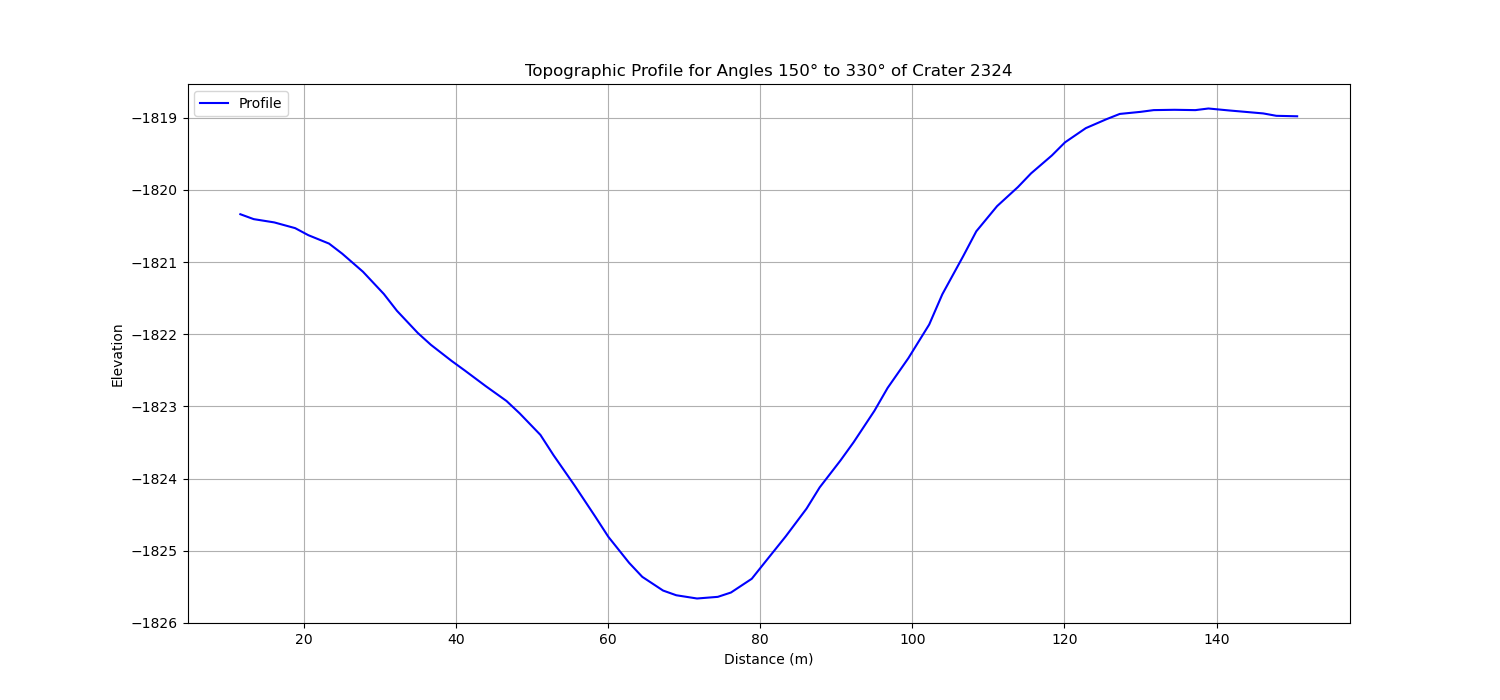 Topographic Profile for Angles 150° to 330° of Crater 2324
Profile
−1819
−1820
−1821
−1822
−1823
−1824
−1825
−1826
Elevation
20 40 60 80 100 120 140
Distance (m)